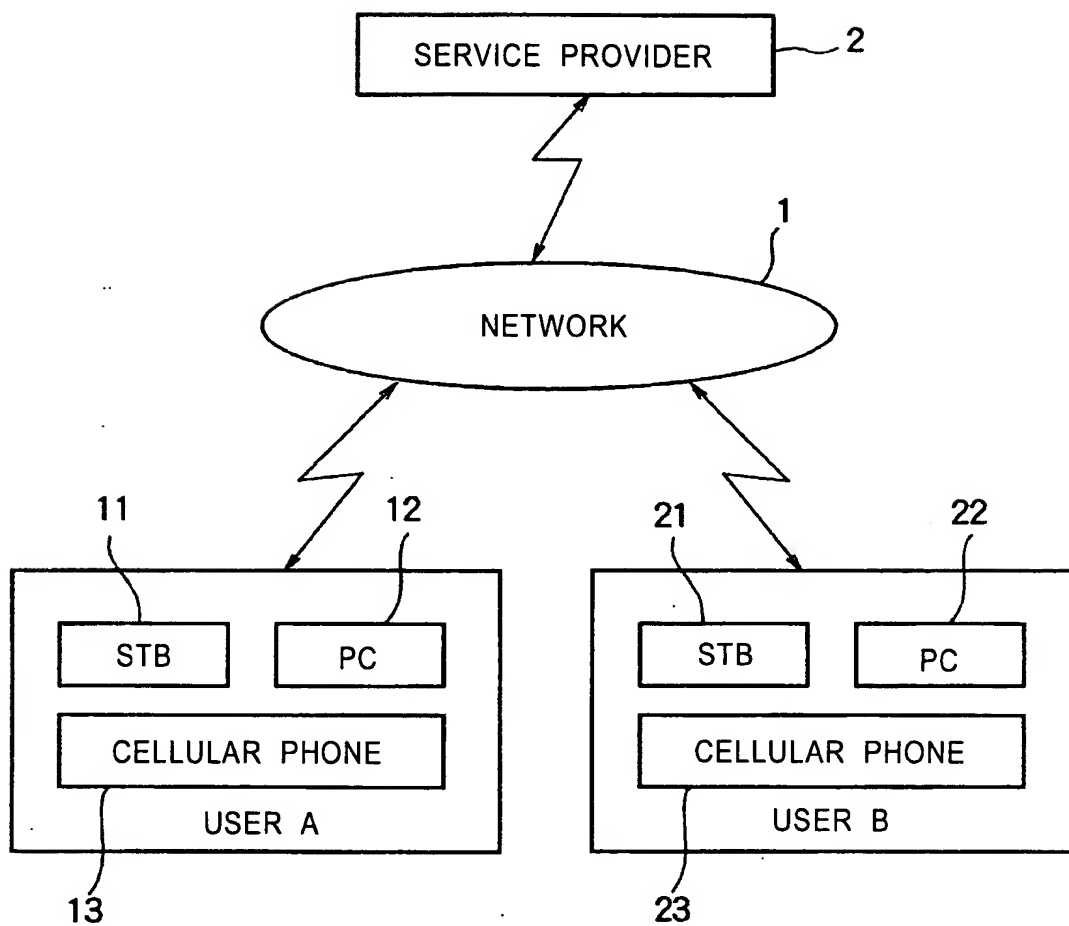 SERVICE PROVIDER
2
1
NETWORK
11
12
21
22
STB
PC
STB
PC
CELLULAR PHONE
CELLULAR PHONE
USER A
USER B
13
23